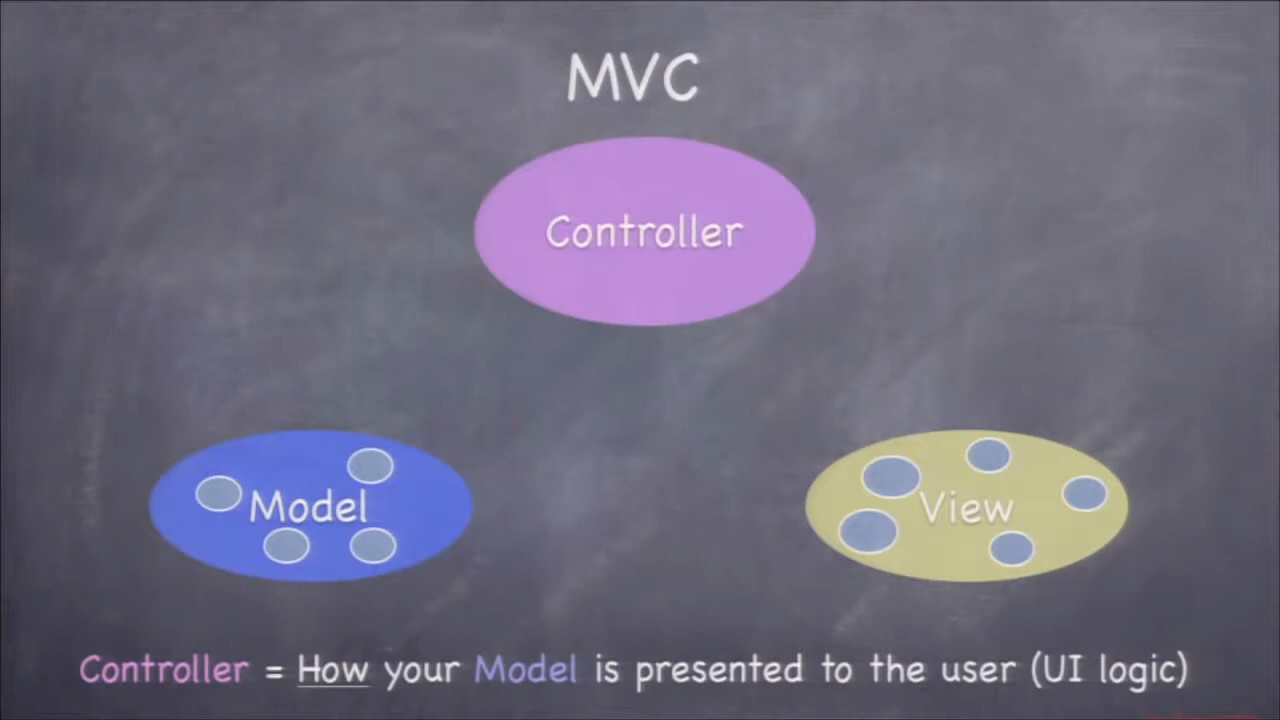 MVC
Controller
Model
View
Controller = How your Model is presented to the user (UI logic)